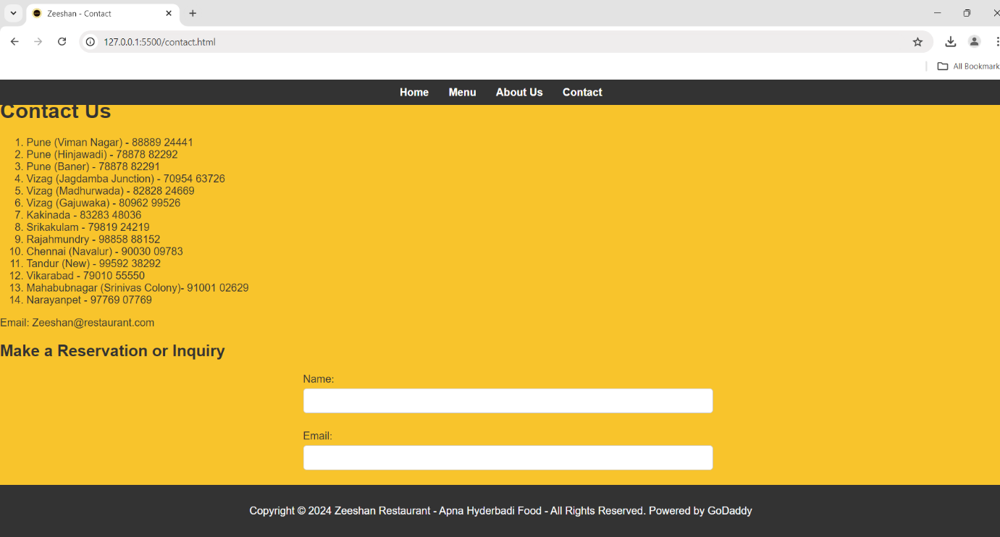 Zeeshan - Contact
127.0.0.1:5500/contact.html
All Bookmark
Home Menu About Us Contact
Contact Us
1. Pune (Viman Nagar) - 88889 24441
2. Pune (Hinjawadi) - 78878 82292
3. Pune (Baner) - 78878 82291
4. Vizag (Jagdamba Junction) - 70954 63726
5. Vizag (Madhurwada) - 82828 24669
6. Vizag (Gajuwaka) - 80962 99526
7. Kakinada - 83283 48036
8. Srikakulam - 79819 24219
9. Rajahmundry - 98858 88152
10. Chennai (Navalur) - 90030 09783
11. Tandur (New) - 99592 38292
12. Vikarabad - 79010 55550
13. Mahabubnagar (Srinivas Colony)- 91001 02629
14. Narayanpet - 97769 07769
Email: Zeeshan@restaurant.com
Make a Reservation or Inquiry
Name:
Email:
Copyright © 2024 Zeeshan Restaurant - Apna Hyderbadi Food - All Rights Reserved. Powered by GoDaddy